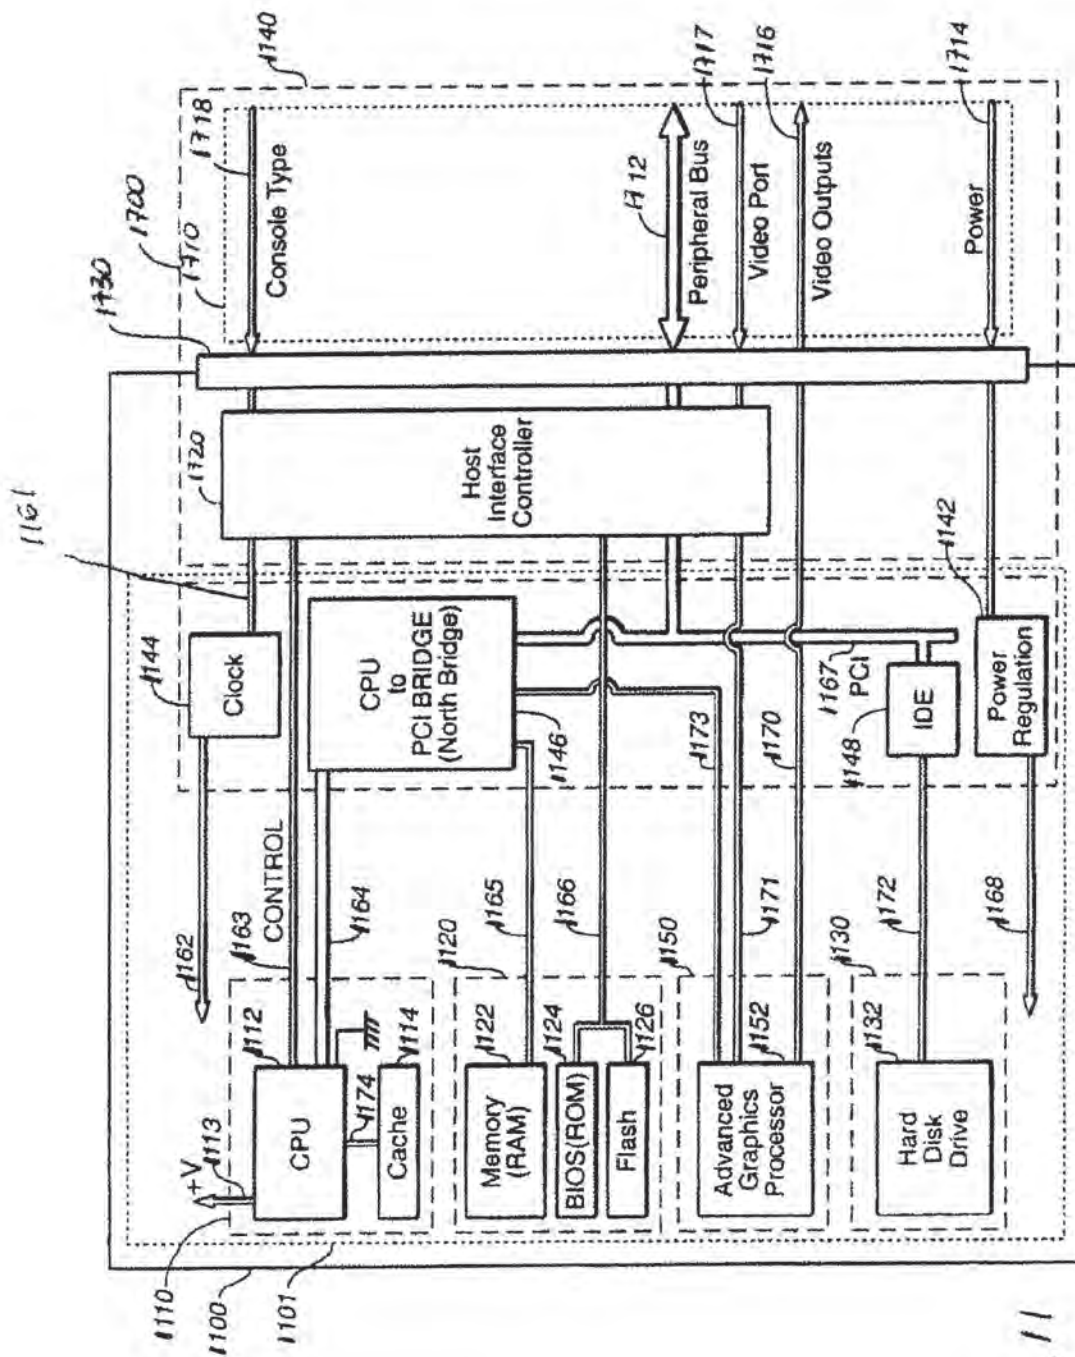 1100
1101
1110
1113
+V
1112
CPU
1174
1114
Cache
1162
1163
CONTROL
1164
1144
Clock
1161
CPU
to
PCI BRIDGE
(North Bridge)
1146
1120
1122
Memory
(RAM)
1124
BIOS(ROM)
1126
Flash
1165
1166
1150
1152
Advanced
Graphics
Processor
1173
1171
1170
1130
1132
Hard
Disk
Drive
1172
1168
1148
IDE
1167
PCI
1142
Power
Regulation
1720
Host
Interface
Controller
1730
1710
1700
1140
1718
Console Type
1712
Peripheral Bus
1717
Video Port
1716
Video Outputs
1714
Power
11